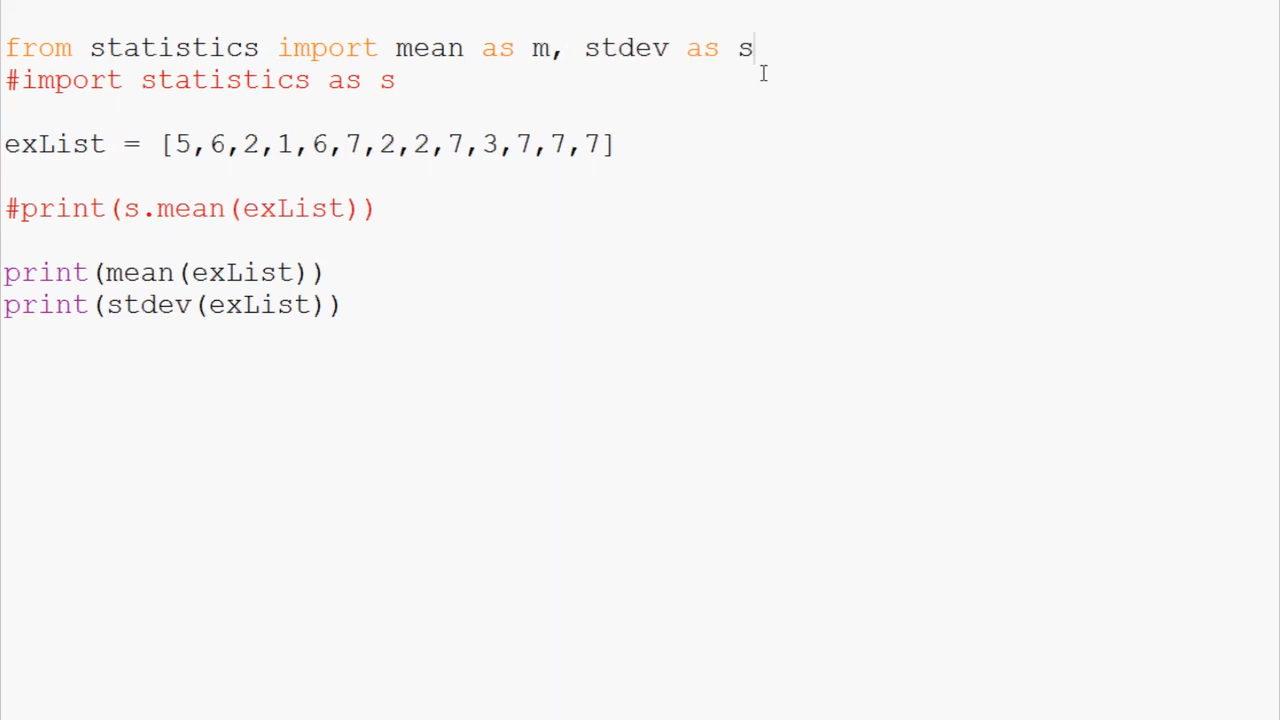 from statistics import mean as m, stdev as s
#import statistics as s
exList = [5,6,2,1,6,7,2,2,7,3,7,7,7]
#print(s.mean(exList))
print(mean(exList))
print(stdev(exList))